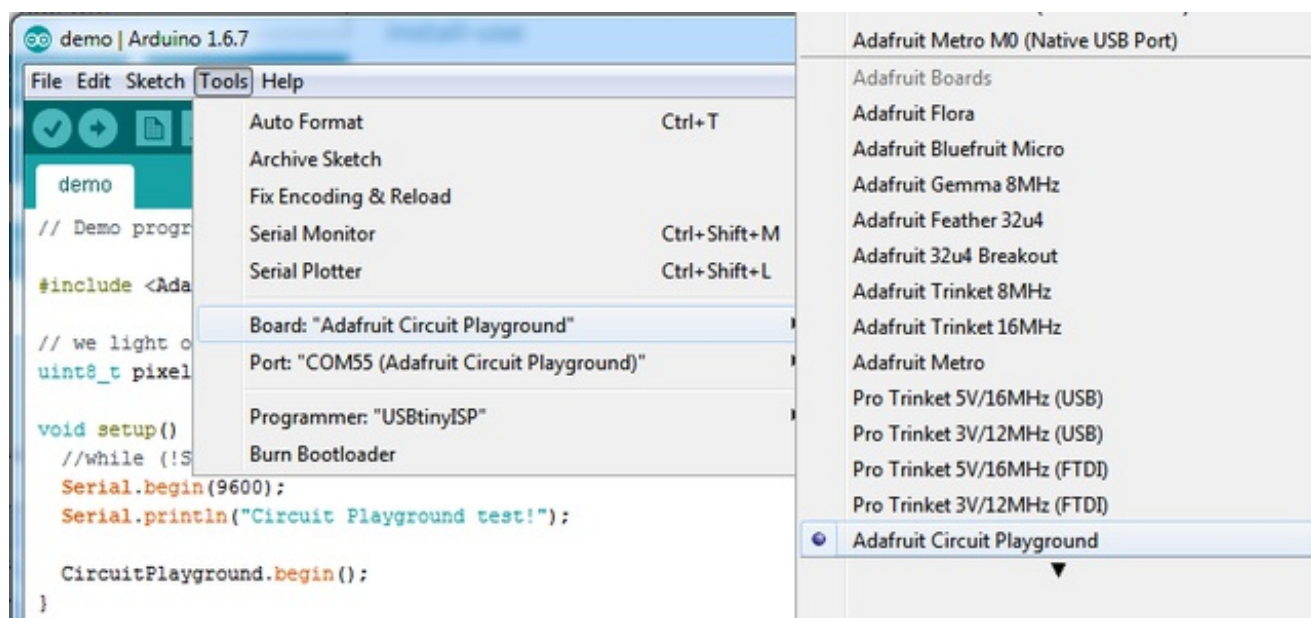 demo | Arduino 1.6.7
File Edit Sketch Tools Help
demo
// Demo progr
#include <Ada
// we light o
uint8_t pixel
void setup()
//while (!S
Serial.begin(9600);
Serial.println("Circuit Playground test!");
CircuitPlayground.begin();
}
Auto Format Ctrl+T
Archive Sketch
Fix Encoding & Reload
Serial Monitor Ctrl+Shift+M
Serial Plotter Ctrl+Shift+L
Board: "Adafruit Circuit Playground"
Port: "COM55 (Adafruit Circuit Playground)"
Programmer: "USBtinyISP"
Burn Bootloader
Adafruit Metro M0 (Native USB Port)
Adafruit Boards
Adafruit Flora
Adafruit Bluefruit Micro
Adafruit Gemma 8MHz
Adafruit Feather 32u4
Adafruit 32u4 Breakout
Adafruit Trinket 8MHz
Adafruit Trinket 16MHz
Adafruit Metro
Pro Trinket 5V/16MHz (USB)
Pro Trinket 3V/12MHz (USB)
Pro Trinket 5V/16MHz (FTDI)
Pro Trinket 3V/12MHz (FTDI)
Adafruit Circuit Playground